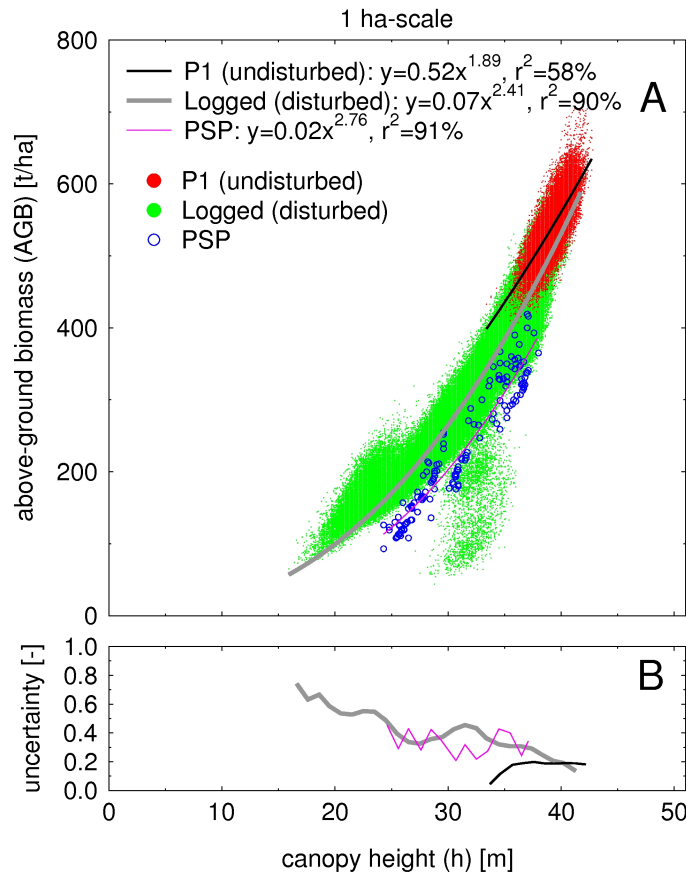 1 ha-scale
800
600
400
200
0
above-ground biomass (AGB) [t/ha]
P1 (undisturbed): y=0.52x^1.89, r^2=58%
Logged (disturbed): y=0.07x^2.41, r^2=90%
PSP: y=0.02x^2.76, r^2=91%
A
P1 (undisturbed)
Logged (disturbed)
PSP
1.0
0.8
0.6
0.4
0.2
0.0
uncertainty [-]
B
0 10 20 30 40 50
canopy height (h) [m]